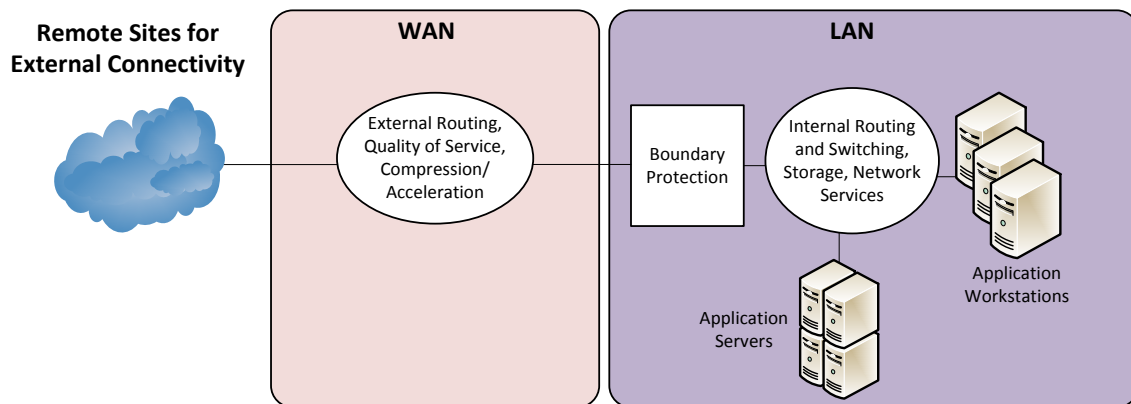 Remote Sites for
External Connectivity
WAN
External Routing,
Quality of Service,
Compression/
Acceleration
LAN
Boundary
Protection
Internal Routing
and Switching,
Storage, Network
Services
Application
Workstations
Application
Servers